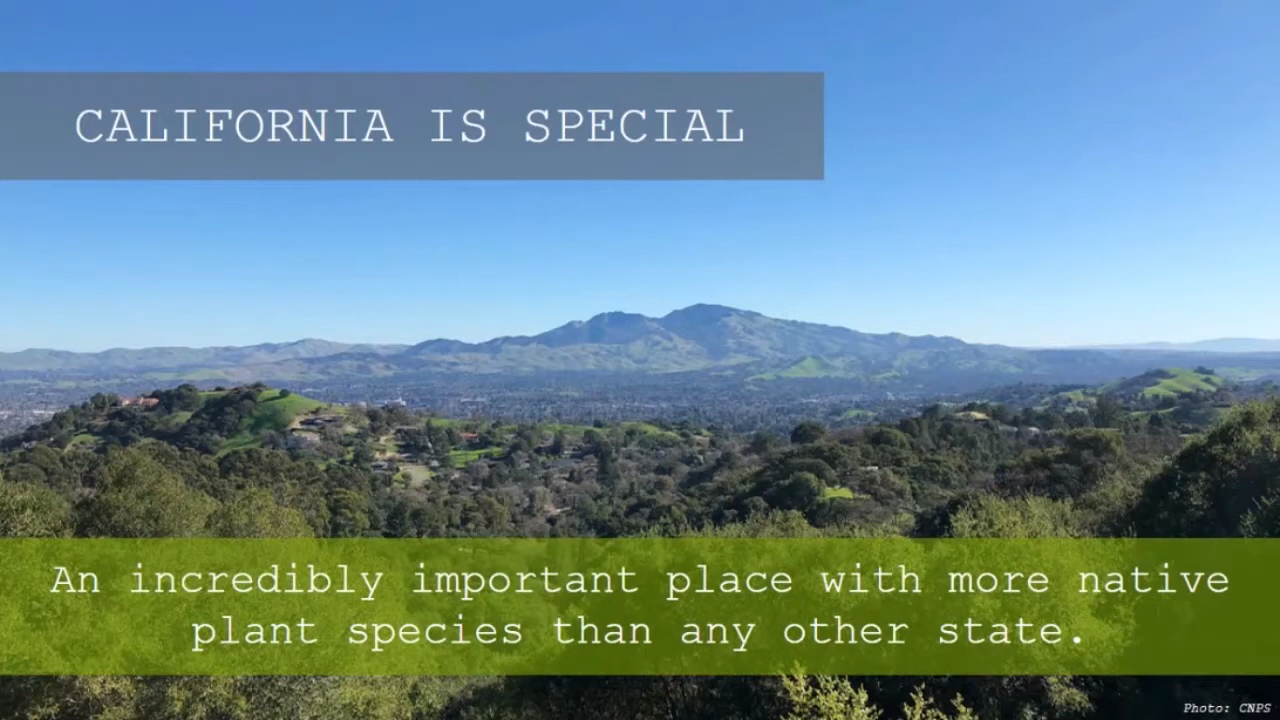 CALIFORNIA IS SPECIAL
An incredibly important place with more native
plant species than any other state.
Photo: CNPS